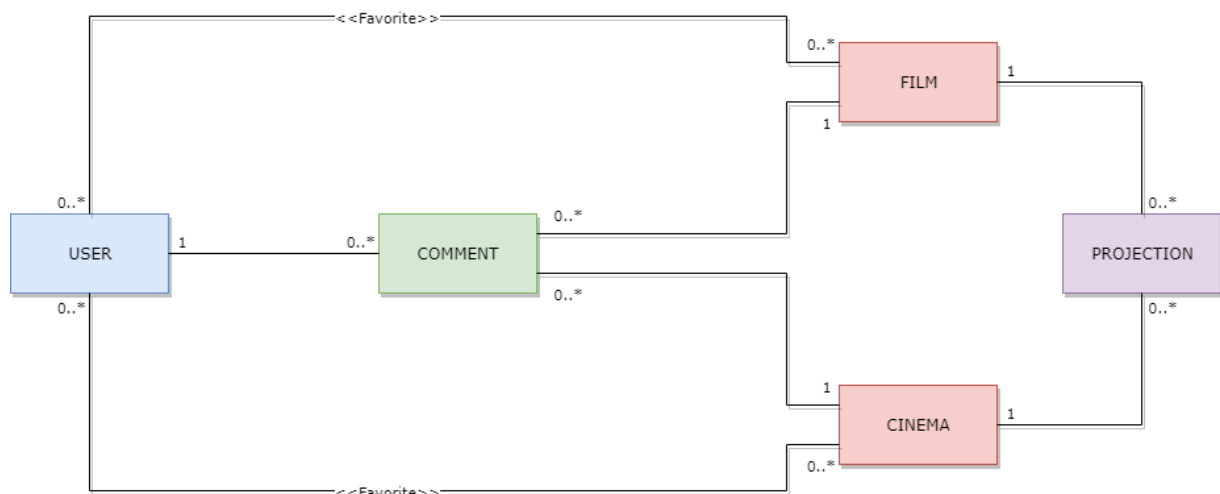 <<Favorite>>
0..*
FILM
1
1
0..*
0..*
0..*
USER
1
0..*
COMMENT
PROJECTION
0..*
0..*
0..*
1
CINEMA
1
0..*
<<Favorite>>